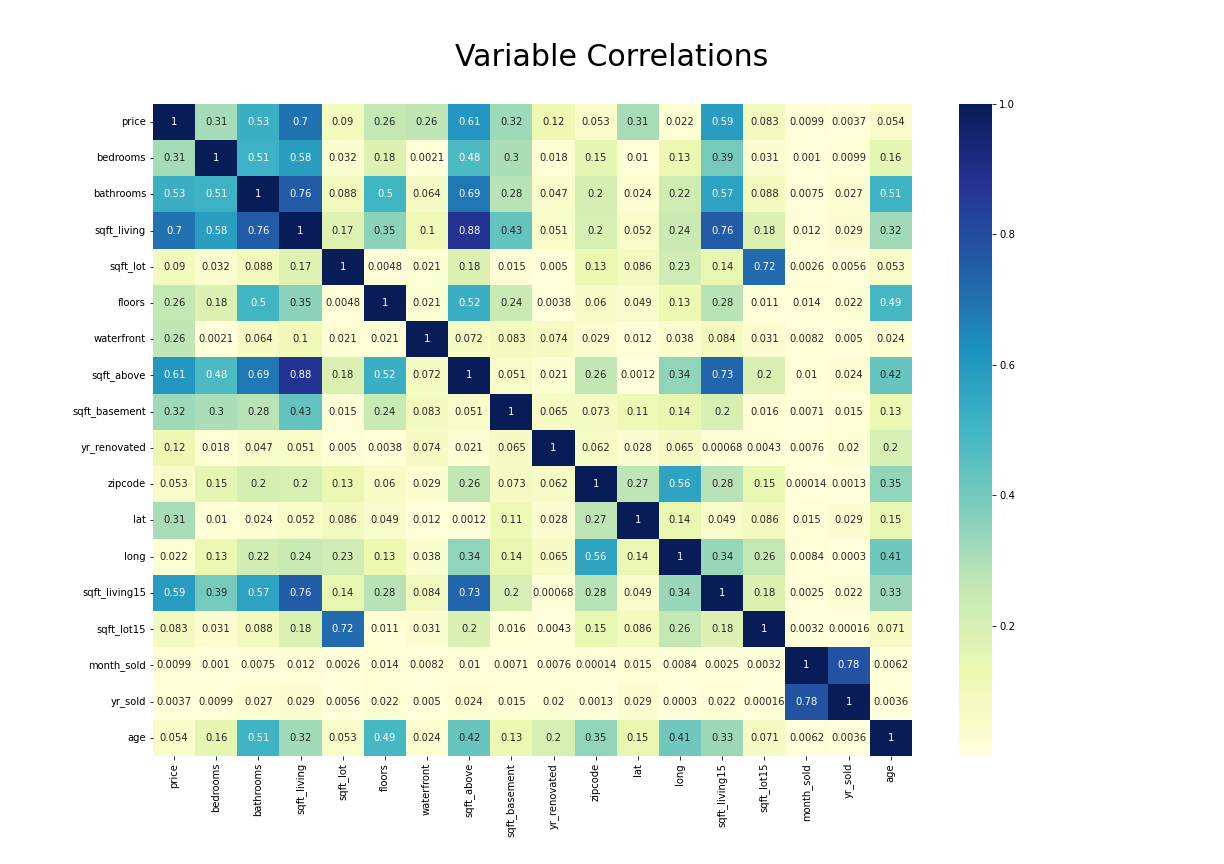 Variable Correlations
price 1 0.31 0.53 0.7 0.09 0.26 0.26 0.61 0.32 0.12 0.053 0.31 0.022 0.59 0.083 0.0099 0.0037 0.054
bedrooms 0.31 1 0.51 0.58 0.032 0.18 0.0021 0.48 0.3 0.018 0.15 0.01 0.13 0.39 0.031 0.001 0.0099 0.16
bathrooms 0.53 0.51 1 0.76 0.088 0.5 0.064 0.69 0.28 0.047 0.2 0.024 0.22 0.57 0.088 0.0075 0.027 0.51
sqft_living 0.7 0.58 0.76 1 0.17 0.35 0.1 0.88 0.43 0.051 0.2 0.052 0.24 0.76 0.18 0.012 0.029 0.32
sqft_lot 0.09 0.032 0.088 0.17 1 0.0048 0.021 0.18 0.015 0.005 0.13 0.086 0.23 0.14 0.72 0.0026 0.0056 0.053
floors 0.26 0.18 0.5 0.35 0.0048 1 0.021 0.52 0.24 0.0038 0.06 0.049 0.13 0.28 0.011 0.014 0.022 0.49
waterfront 0.26 0.0021 0.064 0.1 0.021 0.021 1 0.072 0.083 0.074 0.029 0.012 0.038 0.084 0.031 0.0082 0.005 0.024
sqft_above 0.61 0.48 0.69 0.88 0.18 0.52 0.072 1 0.051 0.021 0.26 0.0012 0.34 0.73 0.2 0.01 0.024 0.42
sqft_basement 0.32 0.3 0.28 0.43 0.015 0.24 0.083 0.051 1 0.065 0.073 0.11 0.14 0.2 0.016 0.0071 0.015 0.13
yr_renovated 0.12 0.018 0.047 0.051 0.005 0.0038 0.074 0.021 0.065 1 0.062 0.028 0.065 0.00068 0.0043 0.0076 0.02 0.2
zipcode 0.053 0.15 0.2 0.2 0.13 0.06 0.029 0.26 0.073 0.062 1 0.27 0.56 0.28 0.15 0.00014 0.0013 0.35
lat 0.31 0.01 0.024 0.052 0.086 0.049 0.012 0.0012 0.11 0.028 0.27 1 0.14 0.049 0.086 0.015 0.029 0.15
long 0.022 0.13 0.22 0.24 0.23 0.13 0.038 0.34 0.14 0.065 0.56 0.14 1 0.34 0.26 0.0084 0.0003 0.41
sqft_living15 0.59 0.39 0.57 0.76 0.14 0.28 0.084 0.73 0.2 0.00068 0.28 0.049 0.34 1 0.18 0.0025 0.022 0.33
sqft_lot15 0.083 0.031 0.088 0.18 0.72 0.011 0.031 0.2 0.016 0.0043 0.15 0.086 0.26 0.18 1 0.0032 0.00016 0.071
month_sold 0.0099 0.001 0.0075 0.012 0.0026 0.014 0.0082 0.01 0.0071 0.0076 0.00014 0.015 0.0084 0.0025 0.0032 1 0.78 0.0062
yr_sold 0.0037 0.0099 0.027 0.029 0.0056 0.022 0.005 0.024 0.015 0.02 0.0013 0.029 0.0003 0.022 0.00016 0.78 1 0.0036
age 0.054 0.16 0.51 0.32 0.053 0.49 0.024 0.42 0.13 0.2 0.35 0.15 0.41 0.33 0.071 0.0062 0.0036 1
price bedrooms bathrooms sqft_living sqft_lot floors waterfront sqft_above sqft_basement yr_renovated zipcode lat long sqft_living15 sqft_lot15 month_sold yr_sold age
1.0
0.8
0.6
0.4
0.2